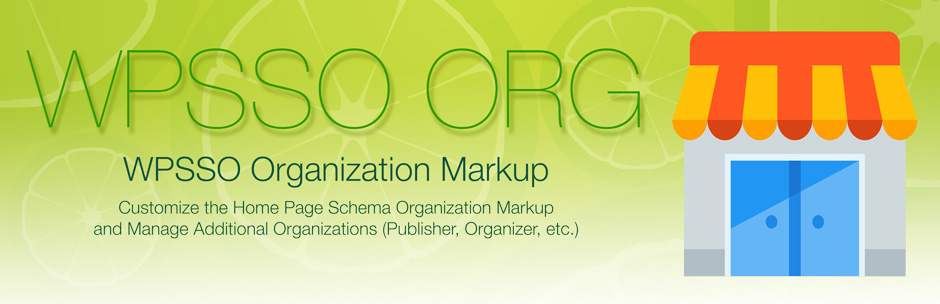 WPSSO ORG
WPSSO Organization Markup
Customize the Home Page Schema Organization Markup
and Manage Additional Organizations (Publisher, Organizer, etc.)